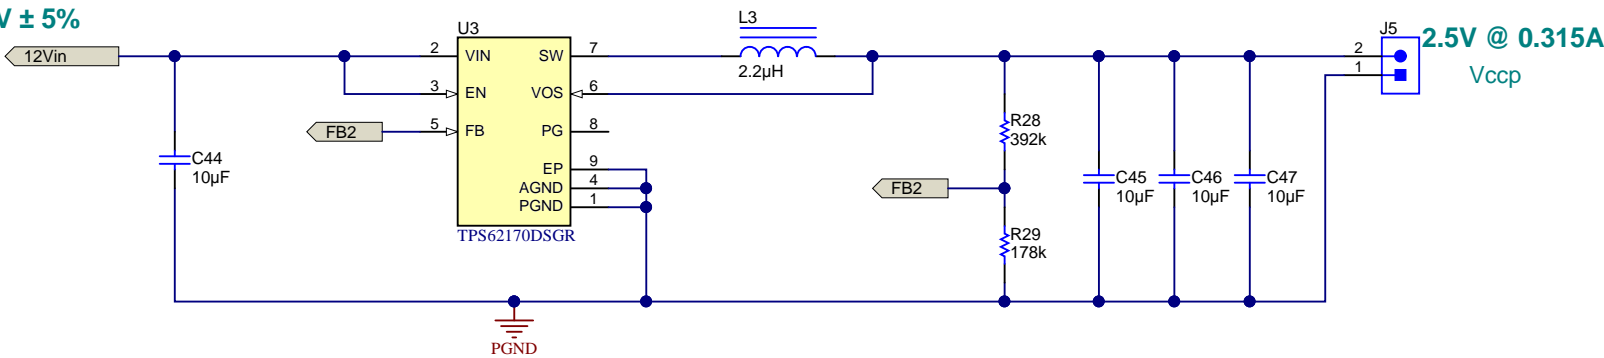 V ± 5%
12Vin
U3
2 VIN
3 EN
5 FB
SW 7
VOS 6
PG 8
EP 9
AGND 4
PGND 1
TPS62170DSGR
FB2
C44
10µF
L3
2.2µH
R28
392k
FB2
R29
178k
C45
10µF
C46
10µF
C47
10µF
J5
2
1
2.5V @ 0.315A
Vccp
PGND